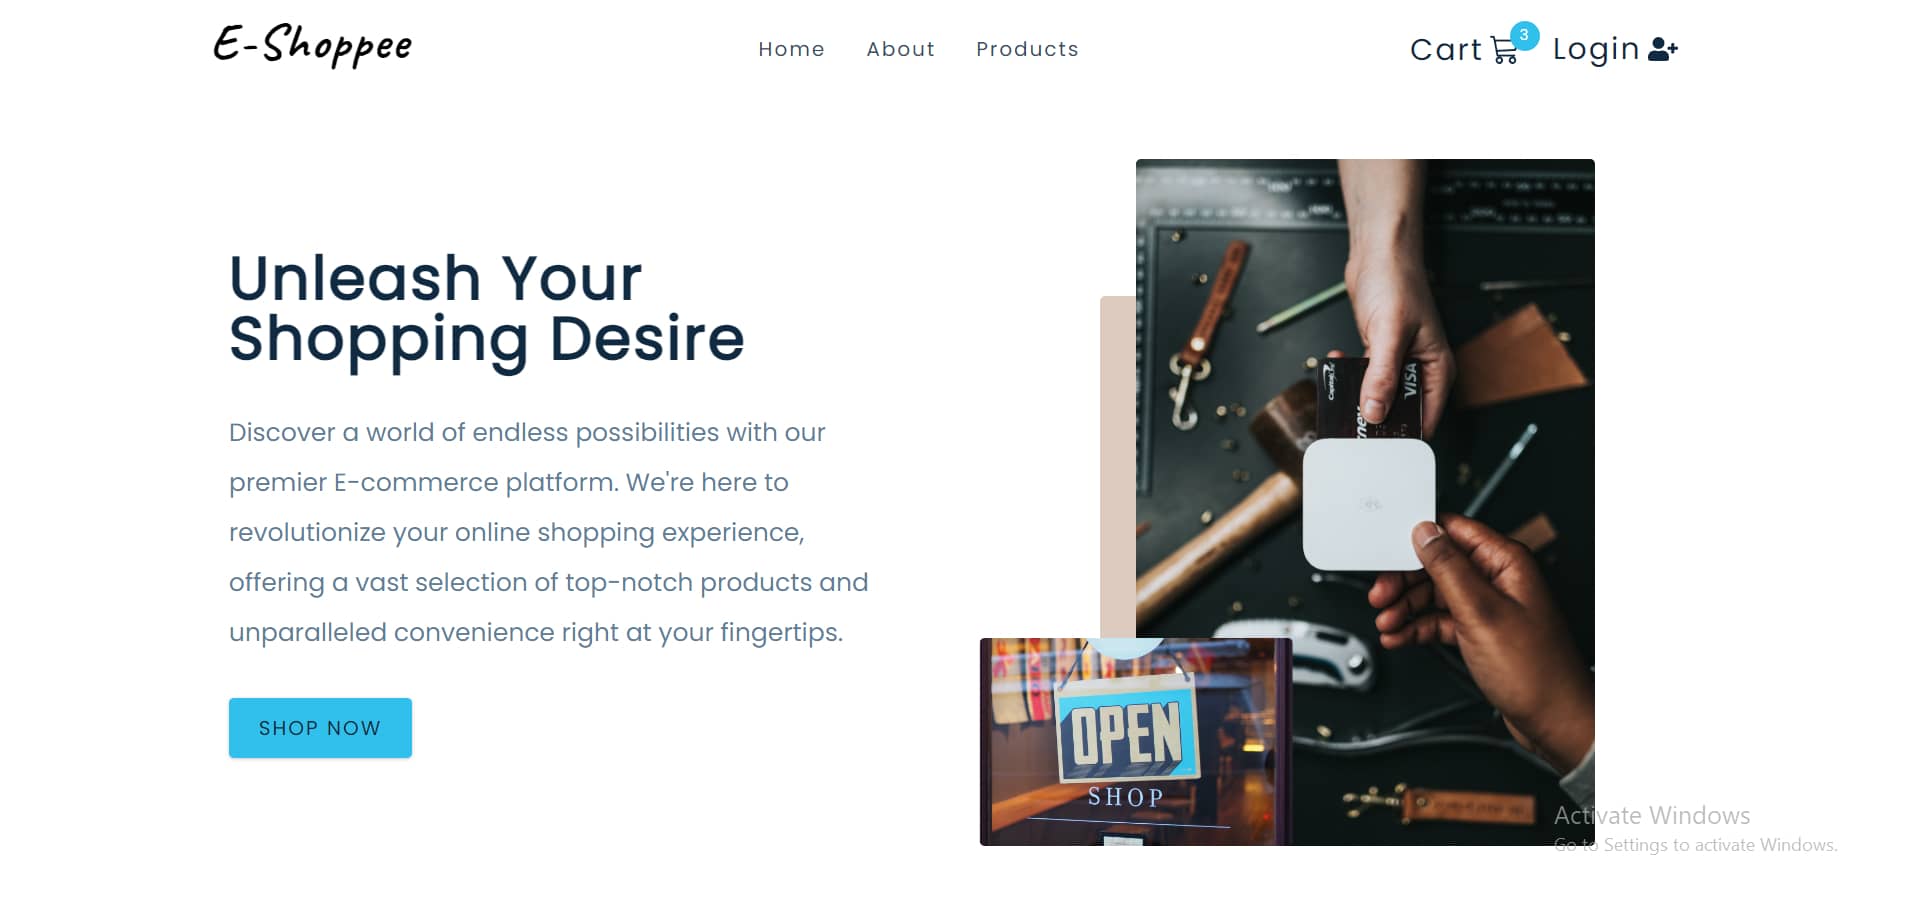 E-Shoppee
Home About Products
Cart 3 Login
Unleash Your
Shopping Desire
Discover a world of endless possibilities with our
premier E-commerce platform. We're here to
revolutionize your online shopping experience,
offering a vast selection of top-notch products and
unparalleled convenience right at your fingertips.
SHOP NOW
VISA
OPEN
SHOP
Activate Windows
Go to Settings to activate Windows.